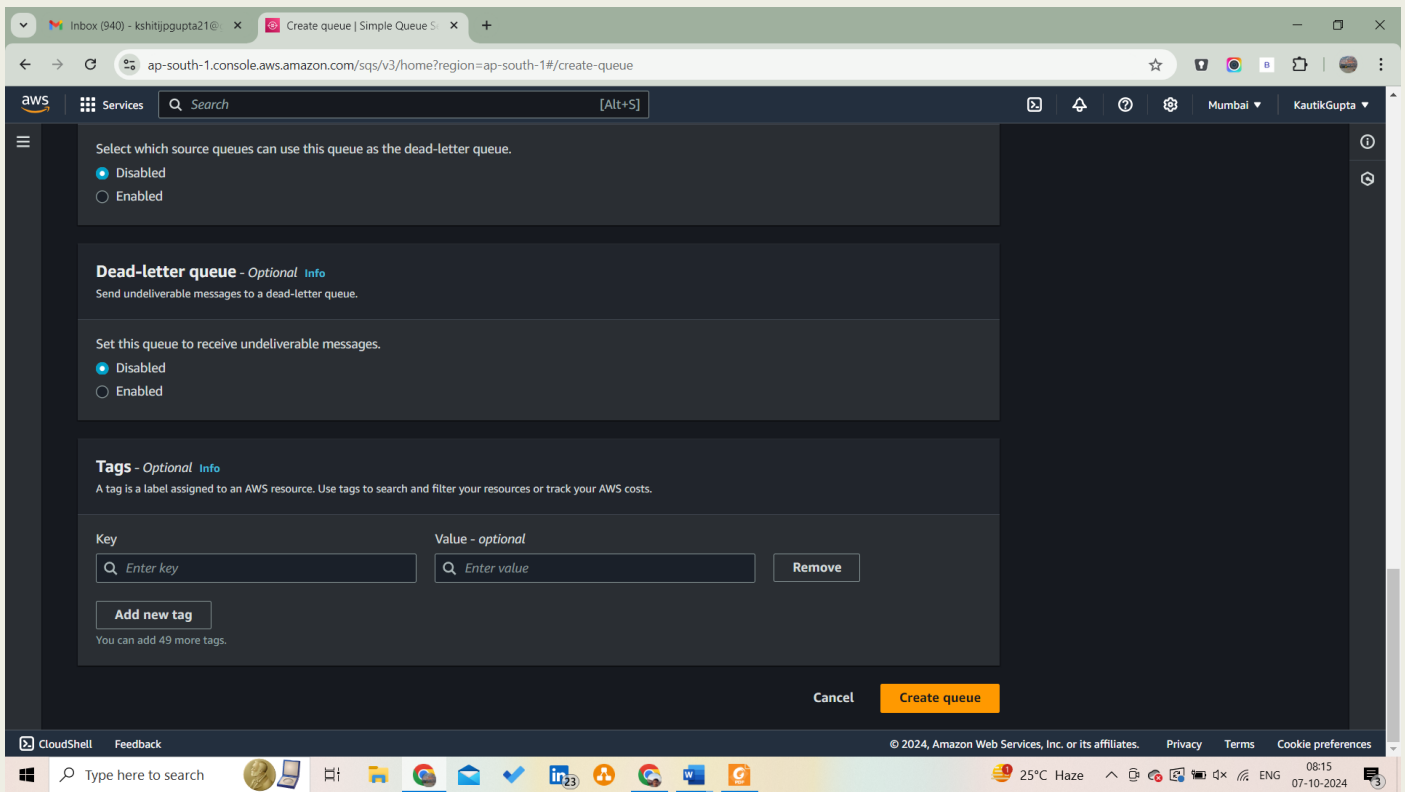 Inbox (940) - kshitijpgupta21@
Create queue | Simple Queue S
ap-south-1.console.aws.amazon.com/sqs/v3/home?region=ap-south-1#/create-queue
B
aws
Services
Search
[Alt+S]
Mumbai
KautikGupta
Select which source queues can use this queue as the dead-letter queue.
Disabled
Enabled
Dead-letter queue - Optional Info
Send undeliverable messages to a dead-letter queue.
Set this queue to receive undeliverable messages.
Disabled
Enabled
Tags - Optional Info
A tag is a label assigned to an AWS resource. Use tags to search and filter your resources or track your AWS costs.
Key
Value - optional
Enter key
Enter value
Remove
Add new tag
You can add 49 more tags.
Cancel
Create queue
CloudShell
Feedback
© 2024, Amazon Web Services, Inc. or its affiliates.
Privacy
Terms
Cookie preferences
Type here to search
23
25°C Haze
ENG
08:15
07-10-2024
3